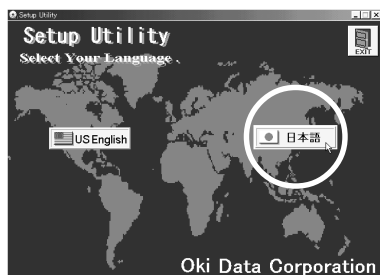 Setup Utility
Setup Utility
EXIT
Select Your Language .
US English
日本語
Oki Data Corporation